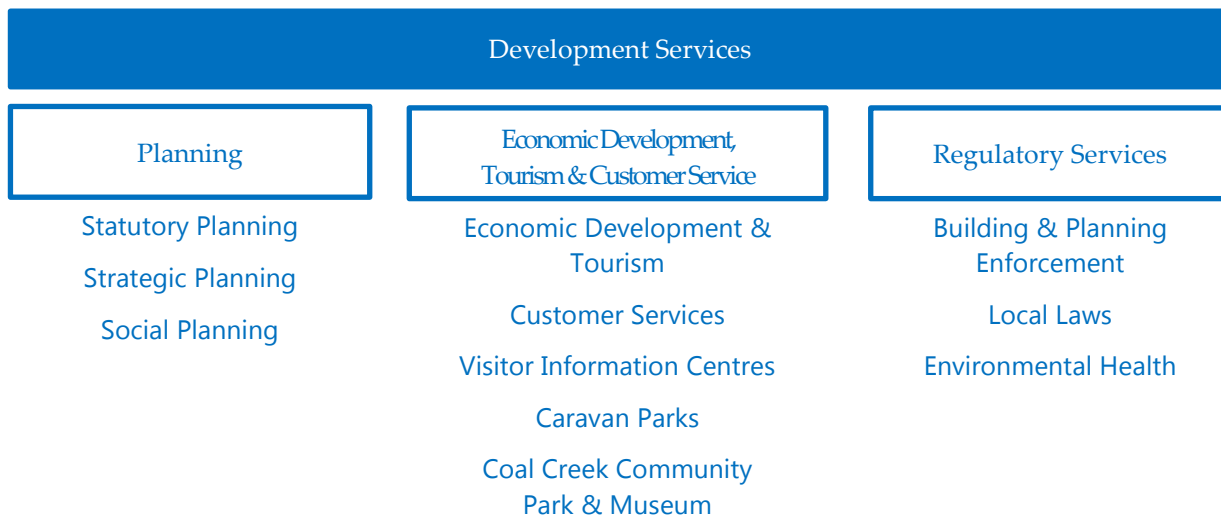 Development Services
Planning
Statutory Planning
Strategic Planning
Social Planning
Economic Development,
Tourism & Customer Service
Economic Development &
Tourism
Customer Services
Visitor Information Centres
Caravan Parks
Coal Creek Community
Park & Museum
Regulatory Services
Building & Planning
Enforcement
Local Laws
Environmental Health